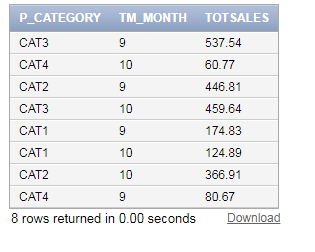 P_CATEGORY TM_MONTH TOTSALES
CAT3 9 537.54
CAT4 10 60.77
CAT2 9 446.81
CAT3 10 459.64
CAT1 9 174.83
CAT1 10 124.89
CAT2 10 366.91
CAT4 9 80.67
8 rows returned in 0.00 seconds Download